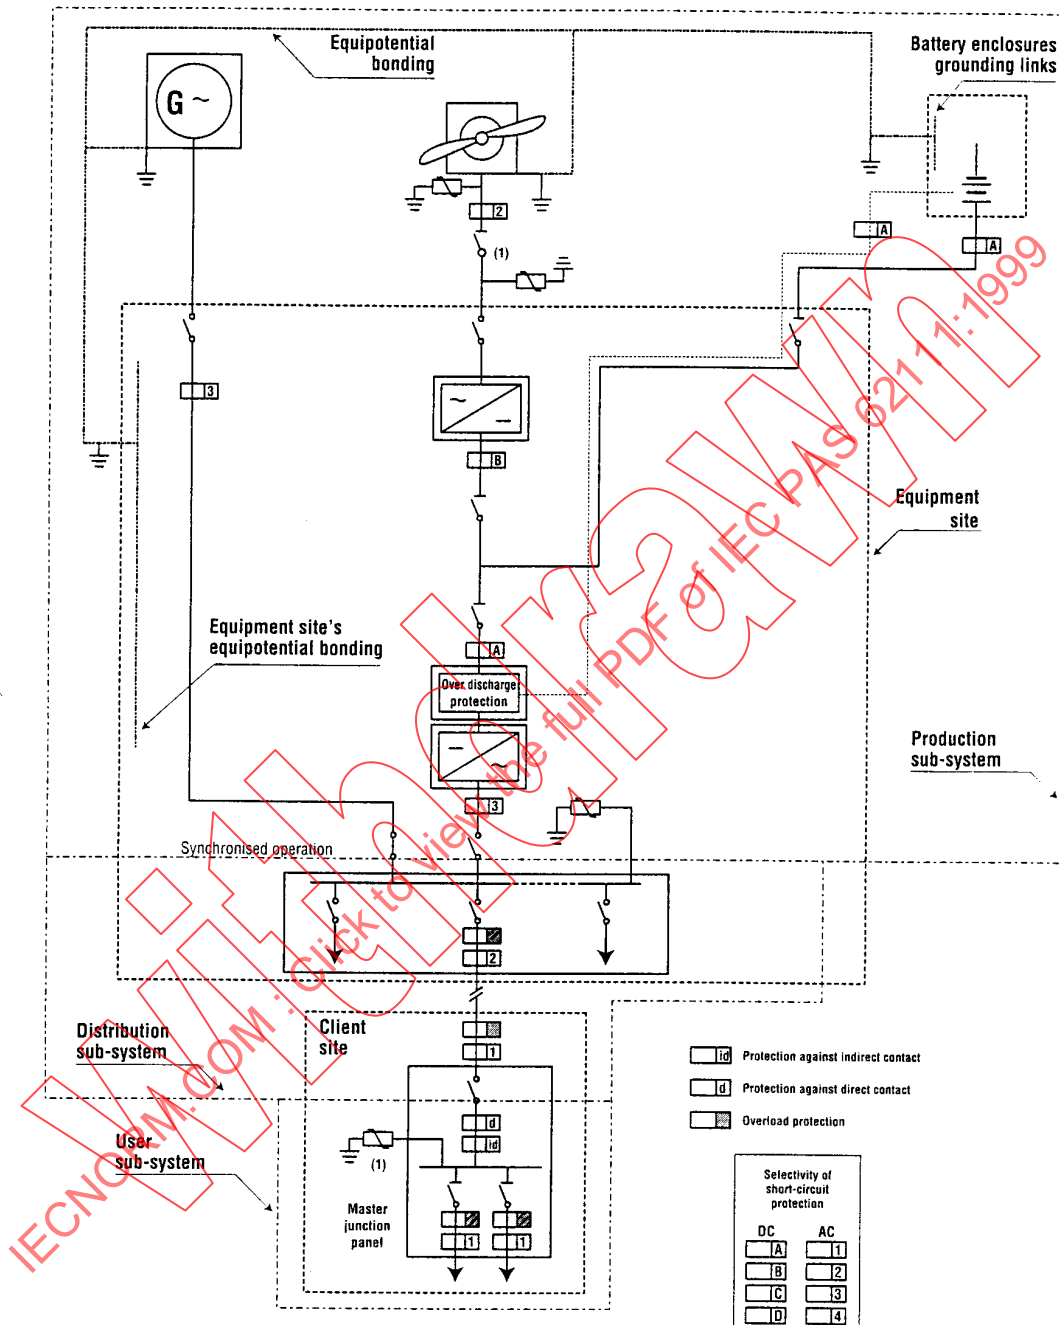 Equipotential
bonding
Battery enclosures
grounding links
G ~
2
(1)
A
A
3
~
B
Equipment
site
Equipment site's
equipotential bonding
A
Over discharge
protection
~
3
Production
sub-system
Synchronised operation
2
Distribution
sub-system
Client
site
1
d
id
(1)
User
sub-system
Master
junction
panel
1
1
id Protection against indirect contact
d Protection against direct contact
Overload protection
Selectivity of
short-circuit
protection
DC AC
A 1
B 2
C 3
D 4
Withdrawn
IECNORM.COM : Click to view the full PDF of IEC PAS 62111:1999